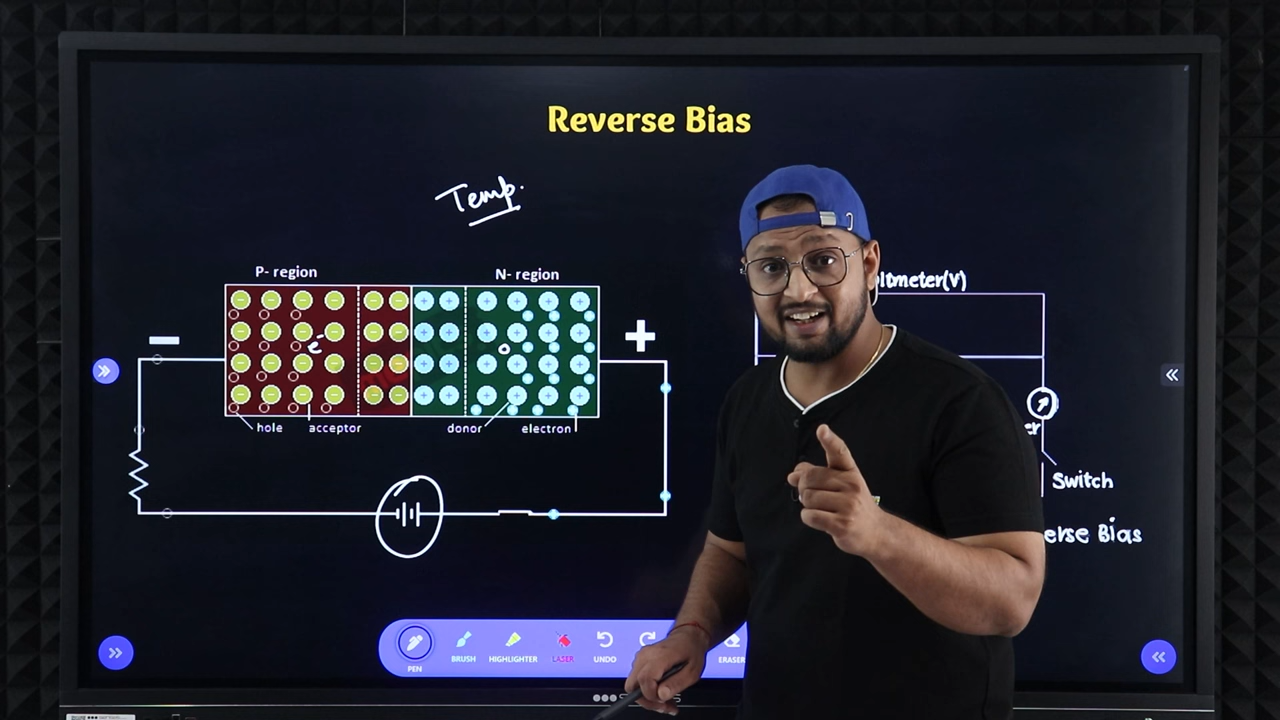 Reverse Bias
Temp.
P- region
N- region
ltmeter(V)
e-
hole
acceptor
donor
electron
er
Switch
erse Bias
PEN
BRUSH
HIGHLIGHTER
LASER
UNDO
ERASER